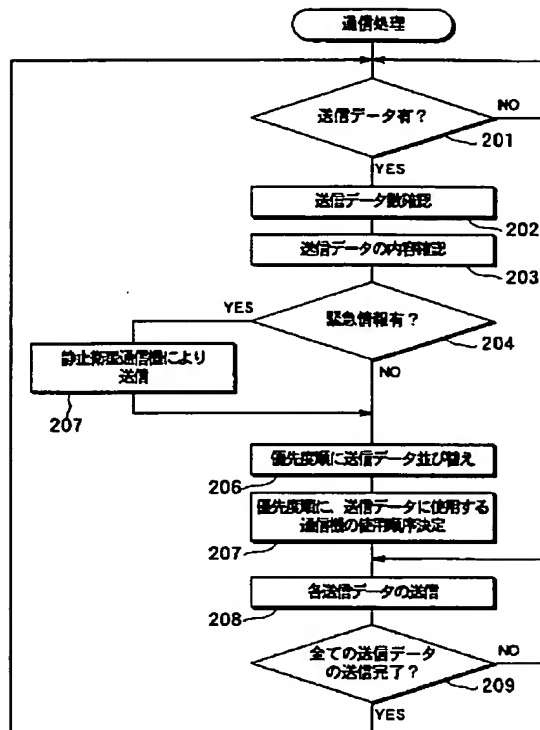 通信処理
送信データ有？
NO
201
YES
送信データ数確認
202
送信データの内容確認
203
YES
緊急情報有？
204
静止衛星通信機により
送信
207
NO
優先度順に送信データ並び替え
206
優先度順に、送信データに使用する
通信機の使用順序決定
207
各送信データの送信
208
全ての送信データ
の送信完了？
NO
209
YES